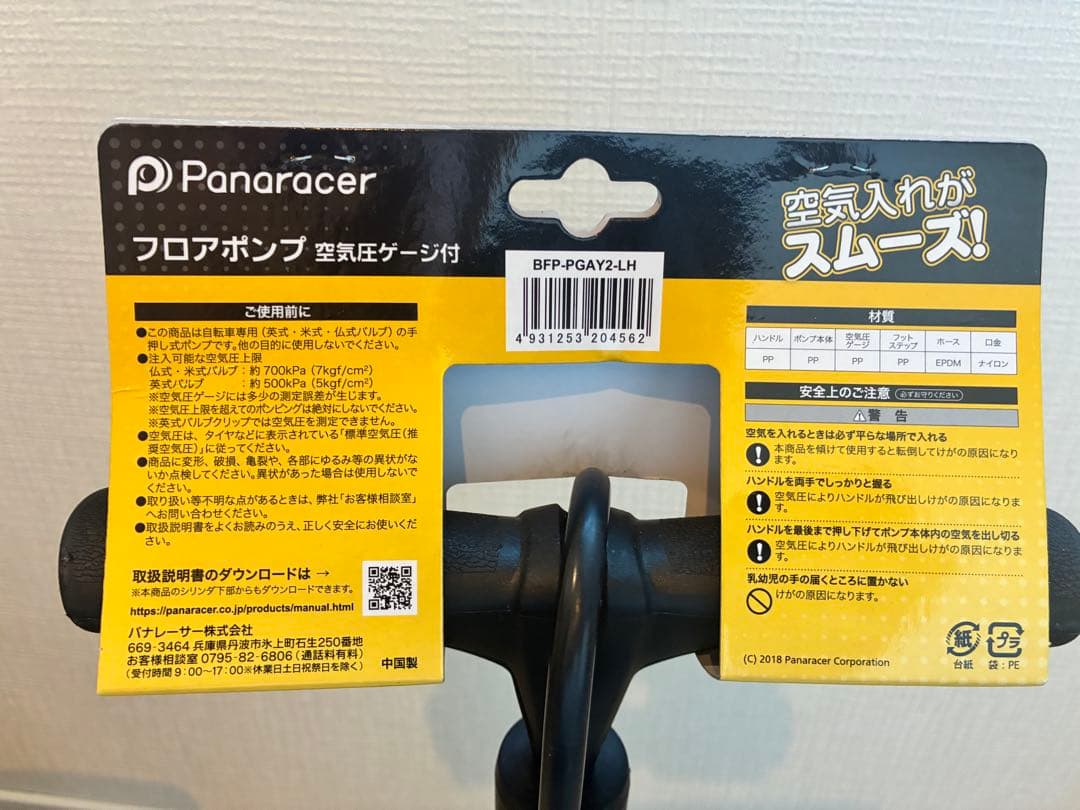 Panaracer
フロアポンプ 空気圧ゲージ付
空気入れが
スムーズ!
BFP-PGAY2-LH
4 931253 204562
ご使用前に
●この商品は自転車専用(英式・米式・仏式バルブ)の手
押し式ポンプです。他の目的に使用しないでください。
●注入可能な空気圧上限
仏式・米式バルブ:約700kPa(7kgf/cm²)
英式バルブ :約500kPa(5kgf/cm²)
※空気圧ゲージには多少の測定誤差が生じます。
※空気圧上限を超えてのポンピングは絶対にしないでください。
※英式バルブクリップでは空気圧を測定できません。
●空気圧は、タイヤなどに表示されている「標準空気圧(推
奨空気圧)」に従ってください。
●商品に変形、破損、亀裂や、各部にゆるみ等の異状がな
いか点検してください。異状があった場合は使用しないで
ください。
●取り扱い等不明な点があるときは、弊社「お客様相談室」
へお問い合わせください。
●取扱説明書をよくお読みのうえ、正しく安全にお使いくだ
さい。
取扱説明書のダウンロードは →
※本商品のシリンダ下部からもダウンロードできます。
https://panaracer.co.jp/products/manual.html
パナレーサー株式会社
669-3464 兵庫県丹波市氷上町石生250番地
お客様相談室 0795-82-6806(通話料有料)
(受付時間 9:00〜17:00※休業日土日祝祭日を除く)
中国製
材質
ハンドル ポンプ本体 空気圧ゲージ フットステップ ホース 口金
PP PP PP PP EPDM ナイロン
安全上のご注意 必ずお守りください
⚠警 告
空気を入れるときは必ず平らな場所で入れる
本商品を傾けて使用すると転倒してけがの原因になり
ます。
ハンドルを両手でしっかりと握る
空気圧によりハンドルが飛び出しけがの原因になりま
す。
ハンドルを最後まで押し下げてポンプ本体内の空気を出し切る
空気圧によりハンドルが飛び出しけがの原因になりま
す。
乳幼児の手の届くところに置かない
けがの原因になります。
(C) 2018 Panaracer Corporation
紙
台紙
プラ
袋:PE